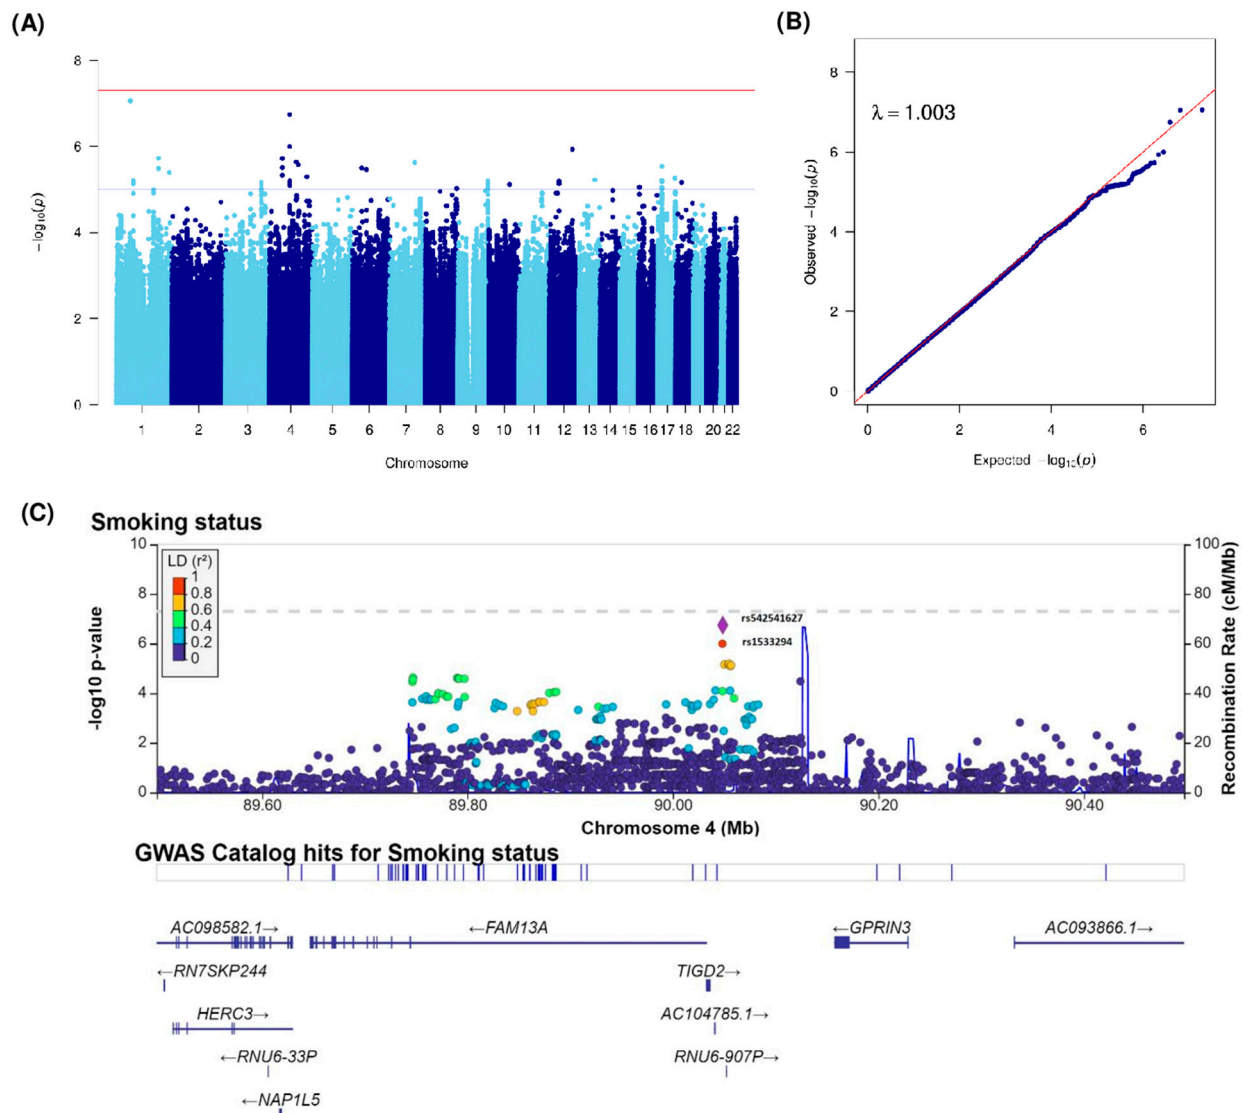 (A)
(B)
8
6
4
2
0
−log10(p)
1 2 3 4 5 6 7 8 9 10 11 12 13 14 15 16 17 18 20 22
Chromosome
λ = 1.003
8
6
4
2
0
Observed −log10(p)
0 2 4 6
Expected −log10(p)
(C)
Smoking status
LD (r²)
1
0.8
0.6
0.4
0.2
0
10
8
6
4
2
0
-log10 p-value
rs542541627
rs1533294
100
80
60
40
20
0
Recombination Rate (cM/Mb)
89.60 89.80 90.00 90.20 90.40
Chromosome 4 (Mb)
GWAS Catalog hits for Smoking status
AC098582.1→ ←FAM13A ←GPRIN3 AC093866.1→
←RN7SKP244 TIGD2→
HERC3→ AC104785.1→
←RNU6-33P RNU6-907P→
←NAP1L5